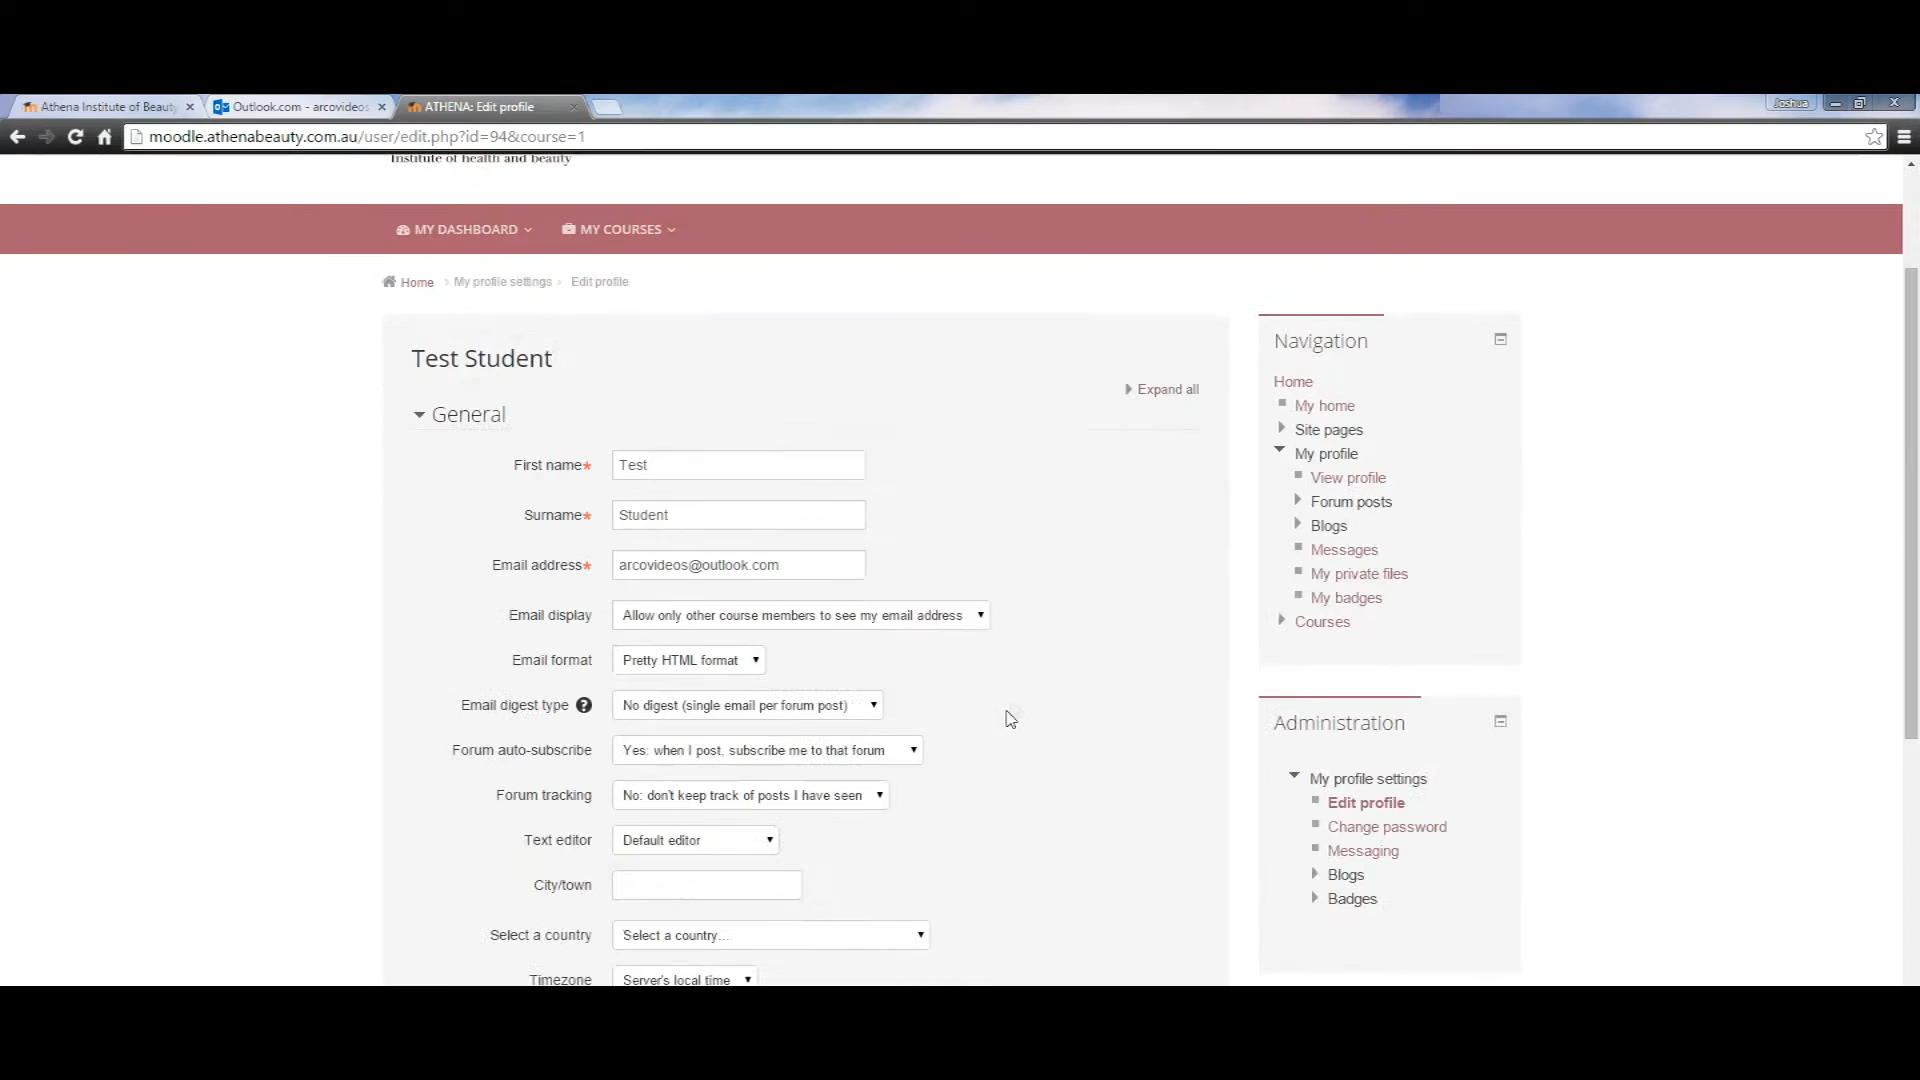 Athena Institute of Beauty
Outlook.com - arcovideos
ATHENA: Edit profile
Joshua
moodle.athenabeauty.com.au/user/edit.php?id=94&course=1
Institute of health and beauty
MY DASHBOARD
MY COURSES
Home
My profile settings
Edit profile
Test Student
Expand all
General
First name*
Test
Surname*
Student
Email address*
arcovideos@outlook.com
Email display
Allow only other course members to see my email address
Email format
Pretty HTML format
Email digest type ?
No digest (single email per forum post)
Forum auto-subscribe
Yes: when I post, subscribe me to that forum
Forum tracking
No: don't keep track of posts I have seen
Text editor
Default editor
City/town
Select a country
Select a country...
Timezone
Server's local time
Navigation
Home
My home
Site pages
My profile
View profile
Forum posts
Blogs
Messages
My private files
My badges
Courses
Administration
My profile settings
Edit profile
Change password
Messaging
Blogs
Badges